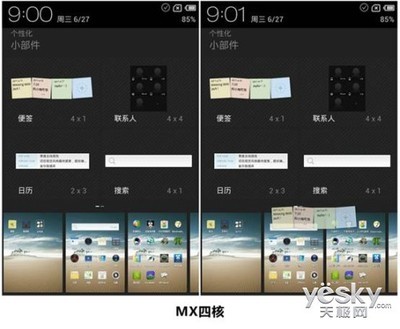 9:00 周三 6/27 85%
个性化
小部件
便签 4 x 1
联系人 4 x 4
日历 2 x 3
搜索 4 x 1
9:01 周三 6/27 85%
个性化
小部件
便签 4 x 1
联系人 4 x 4
日历 2 x 3
搜索 4 x 1
yesky
天极网
MX四核